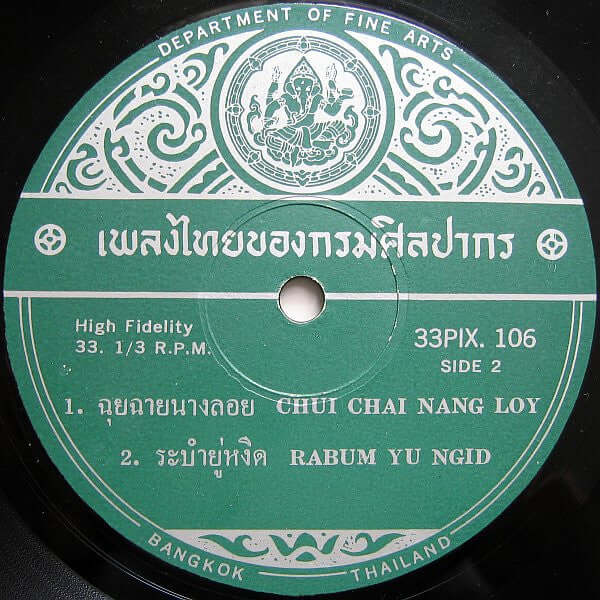 DEPARTMENT OF FINE ARTS
เพลงไทยของกรมศิลปากร
High Fidelity
33. 1/3 R.P.M.
33PIX. 106
SIDE 2
1. ฉุยฉายนางลอย CHUI CHAI NANG LOY
2. ระบำยู่หงิด RABUM YU NGID
BANGKOK THAILAND